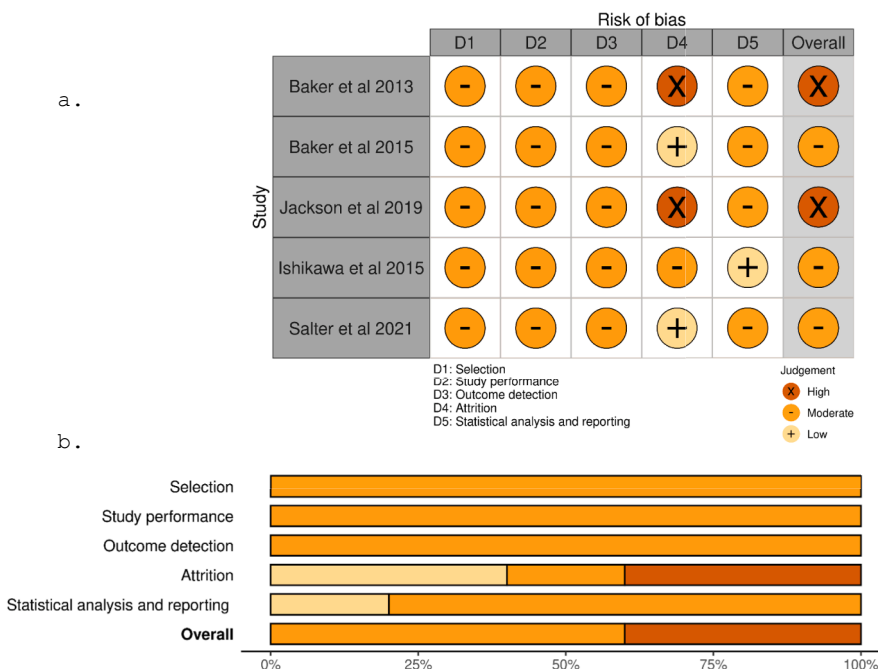 a.
Risk of bias
D1 D2 D3 D4 D5 Overall
Study
Baker et al 2013 - - - X - X
Baker et al 2015 - - - + - -
Jackson et al 2019 - - - X - X
Ishikawa et al 2015 - - - - + -
Salter et al 2021 - - - + - -
D1: Selection
D2: Study performance
D3: Outcome detection
D4: Attrition
D5: Statistical analysis and reporting
Judgement
X High
- Moderate
+ Low
b.
Selection
Study performance
Outcome detection
Attrition
Statistical analysis and reporting
Overall
0% 25% 50% 75% 100%